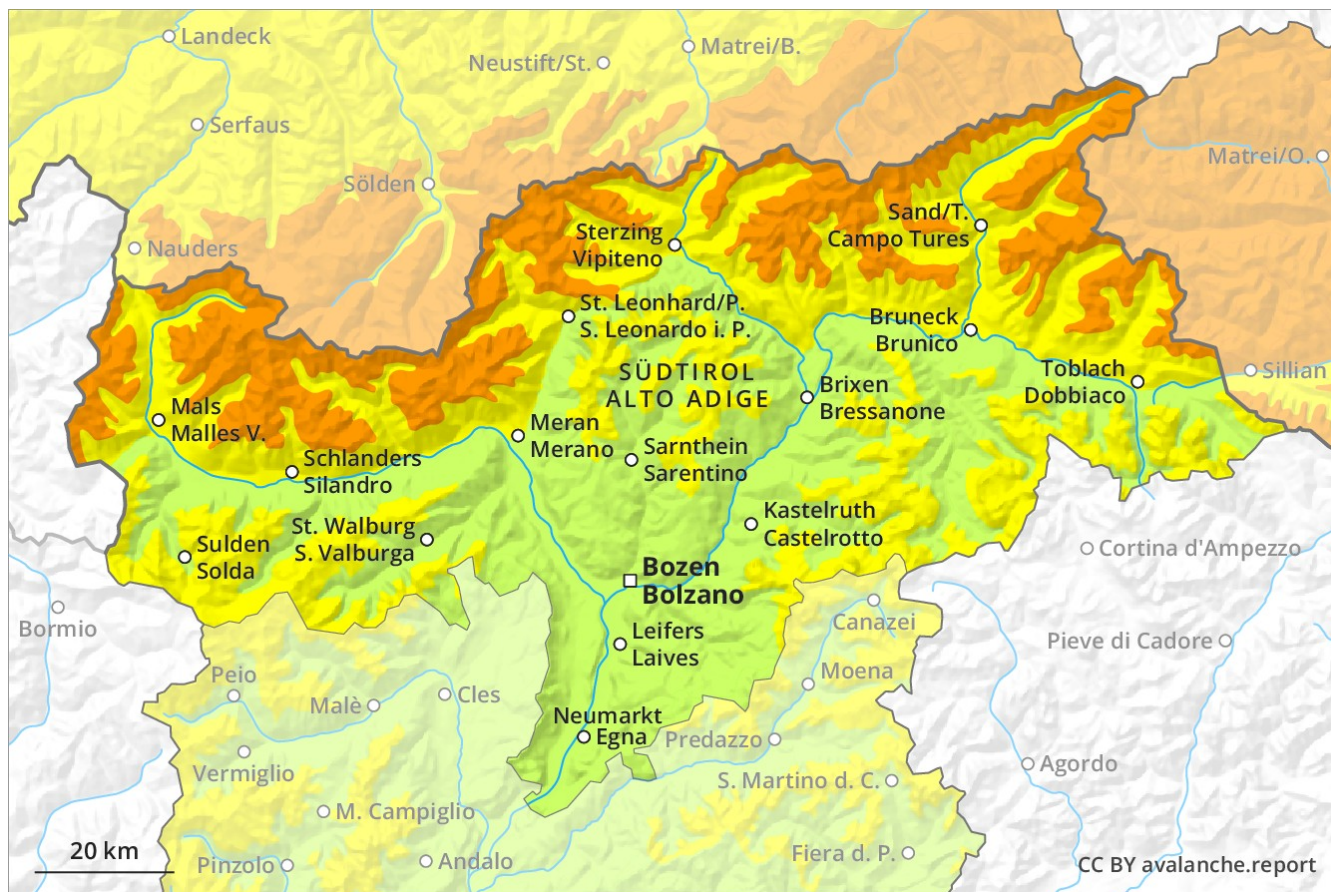 Landeck
Matrei/B.
Neustift/St.
Serfaus
Matrei/O.
Sölden
Sand/T.
Campo Tures
Nauders
Sterzing
Vipiteno
St. Leonhard/P.
S. Leonardo i. P.
Bruneck
Brunico
Toblach
Dobbiaco
Sillian
SÜDTIROL
ALTO ADIGE
Brixen
Bressanone
Mals
Malles V.
Meran
Merano
Sarnthein
Sarentino
Schlanders
Silandro
Kastelruth
Castelrotto
St. Walburg
S. Valburga
Sulden
Solda
Cortina d'Ampezzo
Bozen
Bolzano
Bormio
Canazei
Leifers
Laives
Pieve di Cadore
Peio
Moena
Malè
Cles
Neumarkt
Egna
Predazzo
Vermiglio
Agordo
S. Martino d. C.
M. Campiglio
20 km
Pinzolo
Andalo
Fiera d. P.
CC BY avalanche.report